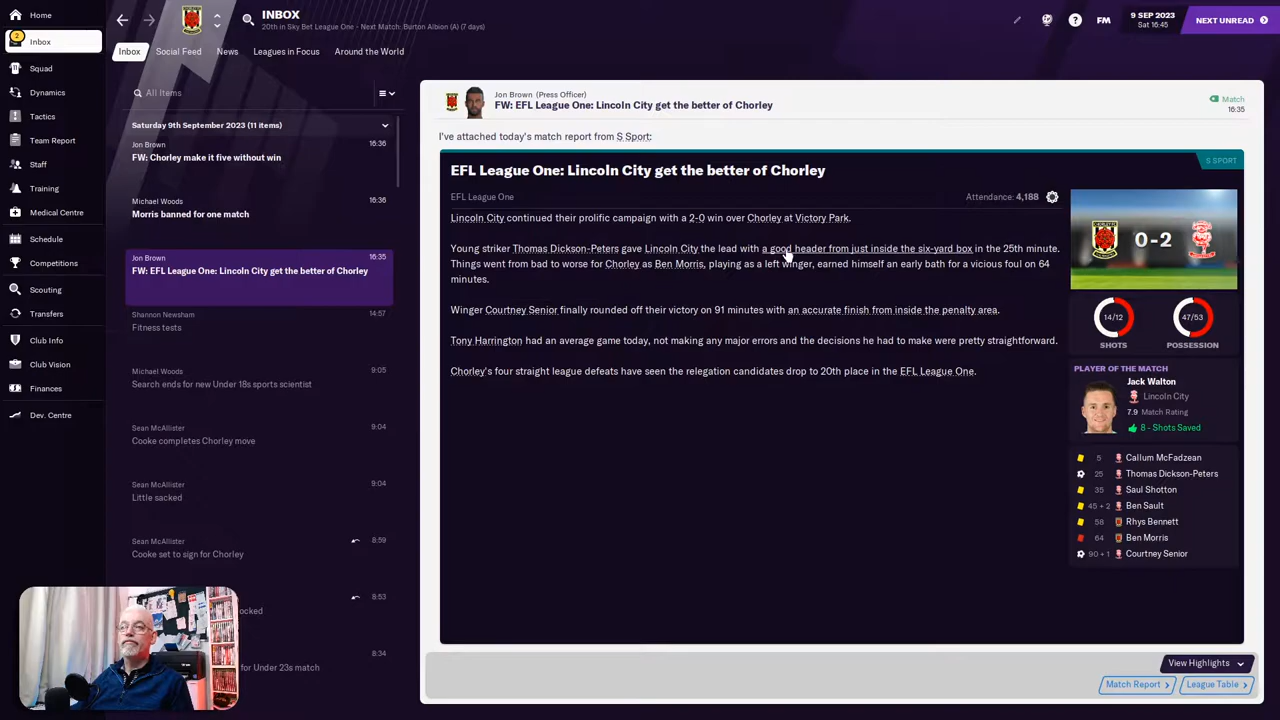 Home
INBOX
20th in Sky Bet League One - Next Match: Burton Albion (A) (7 days)
FM
9 SEP 2023
Sat 16:45
NEXT UNREAD
2
Inbox
Squad
Dynamics
Tactics
Team Report
Staff
Training
Medical Centre
Schedule
Competitions
Scouting
Transfers
Club Info
Club Vision
Finances
Dev. Centre
Inbox
Social Feed
News
Leagues in Focus
Around the World
All Items
Saturday 9th September 2023 (11 items)
Jon Brown 16:36
FW: Chorley make it five without win
Michael Woods 16:36
Morris banned for one match
Jon Brown 16:35
FW: EFL League One: Lincoln City get the better of Chorley
Shannon Newsham 14:57
Fitness tests
Michael Woods 9:05
Search ends for new Under 18s sports scientist
Sean McAllister 9:04
Cooke completes Chorley move
Sean McAllister 9:04
Little sacked
Sean McAllister 8:59
Cooke set to sign for Chorley
8:53
ocked
8:34
for Under 23s match
Jon Brown (Press Officer)
FW: EFL League One: Lincoln City get the better of Chorley
Match
16:35
I've attached today's match report from S Sport:
S SPORT
EFL League One: Lincoln City get the better of Chorley
EFL League One
Attendance: 4,188
Lincoln City continued their prolific campaign with a 2-0 win over Chorley at Victory Park.
Young striker Thomas Dickson-Peters gave Lincoln City the lead with a good header from just inside the six-yard box in the 25th minute.
Things went from bad to worse for Chorley as Ben Morris, playing as a left winger, earned himself an early bath for a vicious foul on 64
minutes.
Winger Courtney Senior finally rounded off their victory on 91 minutes with an accurate finish from inside the penalty area.
Tony Harrington had an average game today, not making any major errors and the decisions he had to make were pretty straightforward.
Chorley's four straight league defeats have seen the relegation candidates drop to 20th place in the EFL League One.
0-2
14/12
47/53
SHOTS
POSSESSION
PLAYER OF THE MATCH
Jack Walton
Lincoln City
7.9 Match Rating
8 - Shots Saved
5 Callum McFadzean
25 Thomas Dickson-Peters
35 Saul Shotton
45 + 2 Ben Sault
58 Rhys Bennett
64 Ben Morris
90 + 1 Courtney Senior
View Highlights
Match Report
League Table